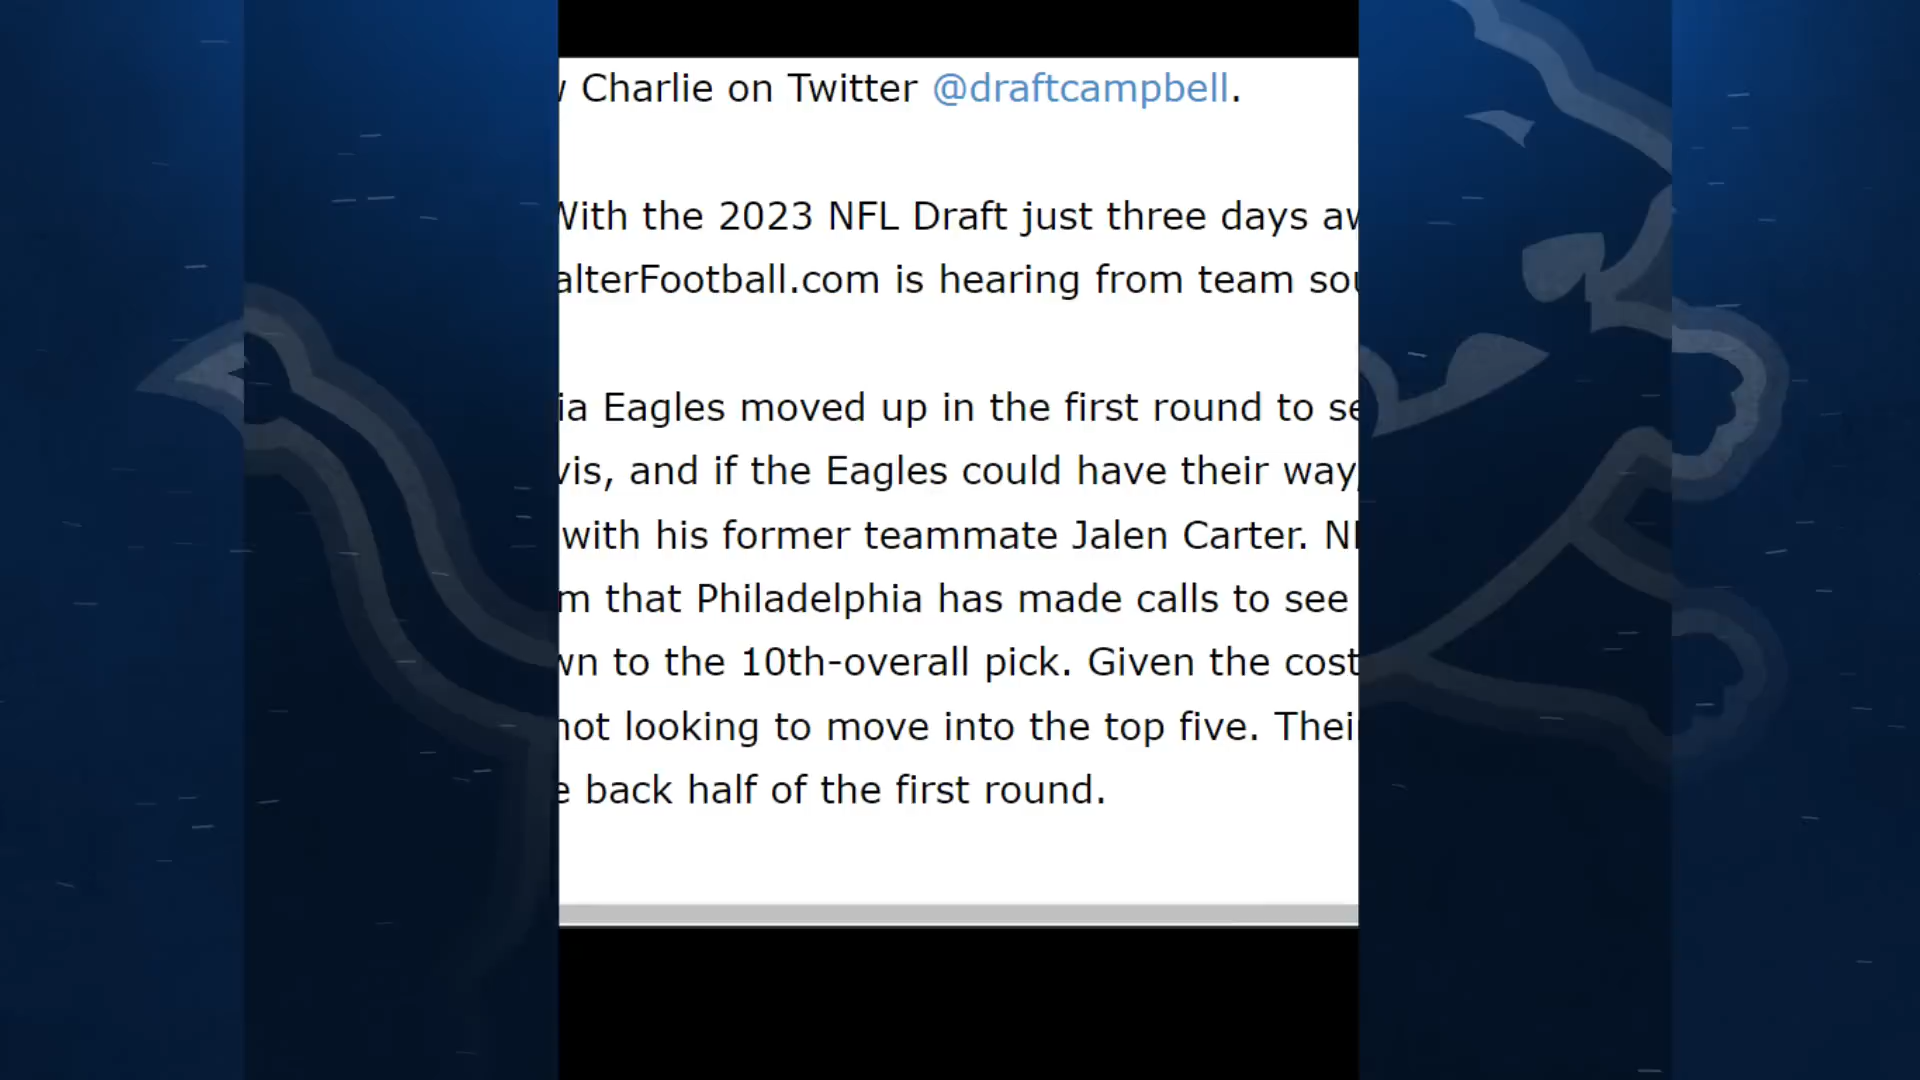 Charlie on Twitter @draftcampbell.
With the 2023 NFL Draft just three days
alterFootball.com is hearing from team
ia Eagles moved up in the first round to
vis, and if the Eagles could have their way,
with his former teammate Jalen Carter.
m that Philadelphia has made calls to see
wn to the 10th-overall pick. Given the cost
not looking to move into the top five. Thei
e back half of the first round.